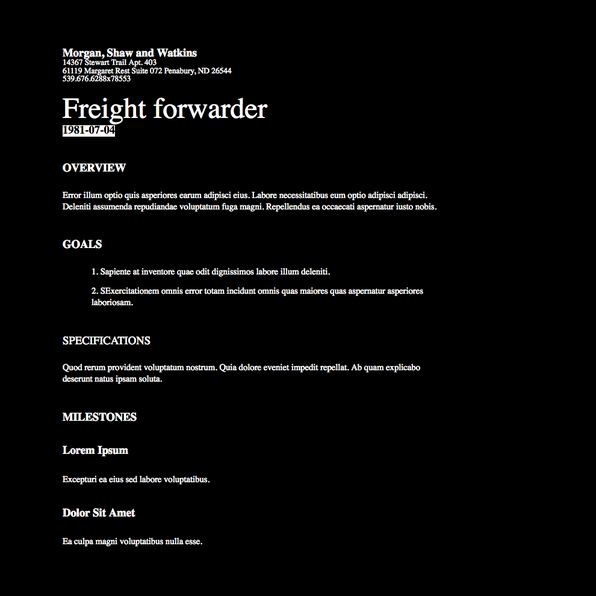 Morgan, Shaw and Watkins
14367 Stewart Trail Apt. 403
61119 Margaret Rest Suite 072 Penabury, ND 26544
539.676.6288x78553
Freight forwarder
1981-07-04
OVERVIEW
Error illum optio quis asperiores earum adipisci eius. Labore necessitatibus eum optio adipisci adipisci.
Deleniti assumenda repudiandae voluptatum fuga magni. Repellendus ea occaecati aspernatur iusto nobis.
GOALS
1. Sapiente at inventore quae odit dignissimos labore illum deleniti.
2. SExercitationem omnis error totam incidunt omnis quas maiores quas aspernatur asperiores
laboriosam.
SPECIFICATIONS
Quod rerum provident voluptatum nostrum. Quia dolore eveniet impedit repellat. Ab quam explicabo
deserunt natus ipsam soluta.
MILESTONES
Lorem Ipsum
Excepturi ea eius sed labore voluptatibus.
Dolor Sit Amet
Ea culpa magni voluptatibus nulla esse.